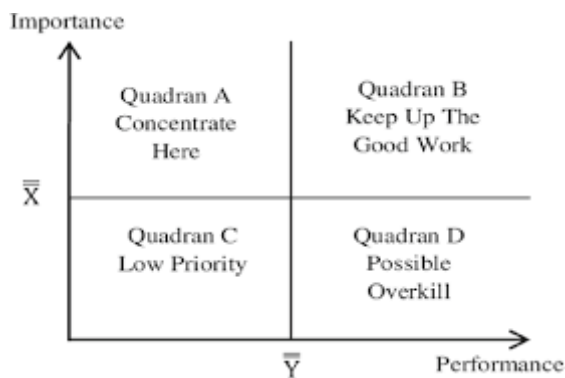 Importance
Quadran A
Concentrate
Here
Quadran B
Keep Up The
Good Work
X̿
Quadran C
Low Priority
Quadran D
Possible
Overkill
Y̿
Performance